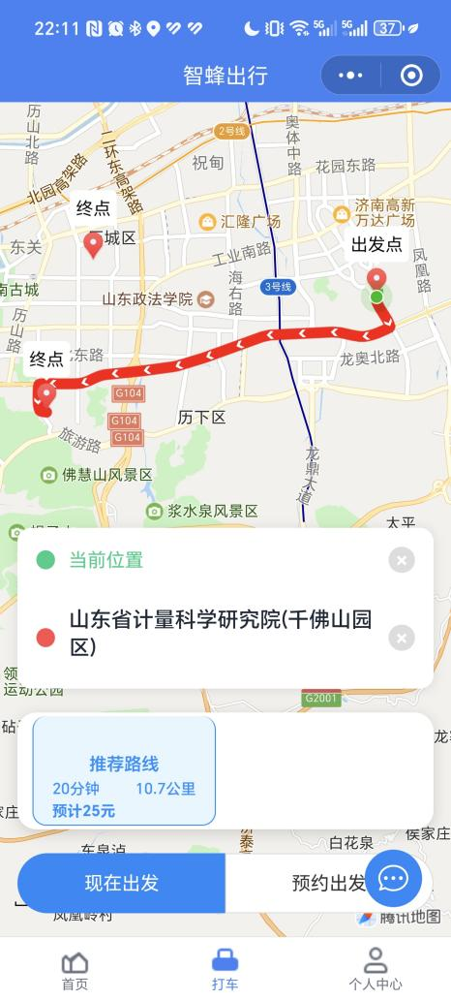 22:11
5G
5G
37
智蜂出行
历山北路
2号线
奥体中路
二环东高架路
北园高架路
祝甸
花园东路
终点
历城区
汇隆广场
济南高新
万达广场
出发点
东关
工业南路
凤凰路
南古城
海右路
3号线
山东政法学院
历山路
终点
东路
龙奥北路
G104
G104
G104
历下区
旅游路
龙鼎大道
佛慧山风景区
浆水泉风景区
太平
当前位置
山东省计量科学研究院(千佛山园
区)
领
运动公园
G2001
砧
龙
推荐路线
20分钟
10.7公里
预计25元
家庄
东泉泸
济泰
白花泉
侯家庄
现在出发
预约出发
凤凰岭村
腾讯地图
首页
打车
个人中心